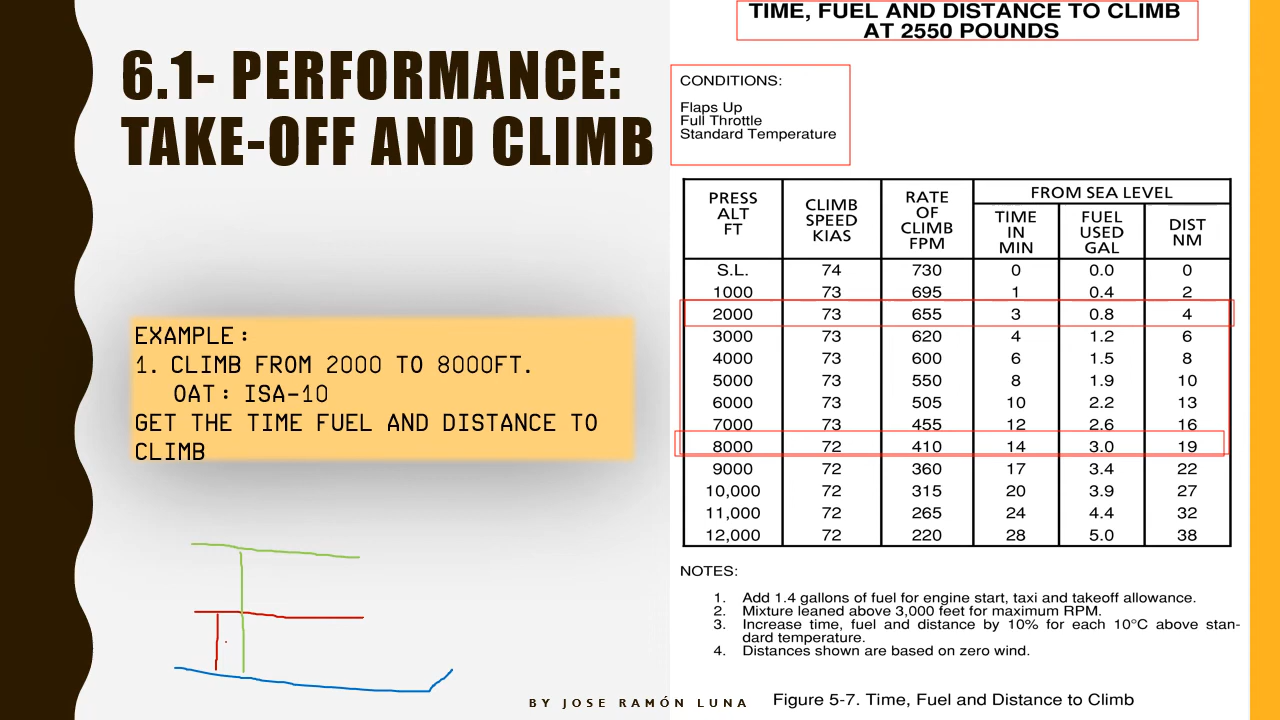 6.1- PERFORMANCE:
TAKE-OFF AND CLIMB
EXAMPLE:
1. CLIMB FROM 2000 TO 8000FT.
OAT: ISA-10
GET THE TIME FUEL AND DISTANCE TO
CLIMB
BY JOSE RAMÓN LUNA
TIME, FUEL AND DISTANCE TO CLIMB
AT 2550 POUNDS
CONDITIONS:
Flaps Up
Full Throttle
Standard Temperature
PRESS ALT FT CLIMB SPEED KIAS RATE OF CLIMB FPM FROM SEA LEVEL
TIME IN MIN FUEL USED GAL DIST NM
S.L. 74 730 0 0.0 0
1000 73 695 1 0.4 2
2000 73 655 3 0.8 4
3000 73 620 4 1.2 6
4000 73 600 6 1.5 8
5000 73 550 8 1.9 10
6000 73 505 10 2.2 13
7000 73 455 12 2.6 16
8000 72 410 14 3.0 19
9000 72 360 17 3.4 22
10,000 72 315 20 3.9 27
11,000 72 265 24 4.4 32
12,000 72 220 28 5.0 38
NOTES:
1. Add 1.4 gallons of fuel for engine start, taxi and takeoff allowance.
2. Mixture leaned above 3,000 feet for maximum RPM.
3. Increase time, fuel and distance by 10% for each 10°C above stan-
dard temperature.
4. Distances shown are based on zero wind.
Figure 5-7. Time, Fuel and Distance to Climb